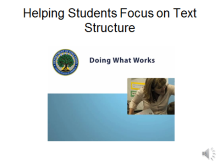 Helping Students Focus on Text
Structure
Doing What Works